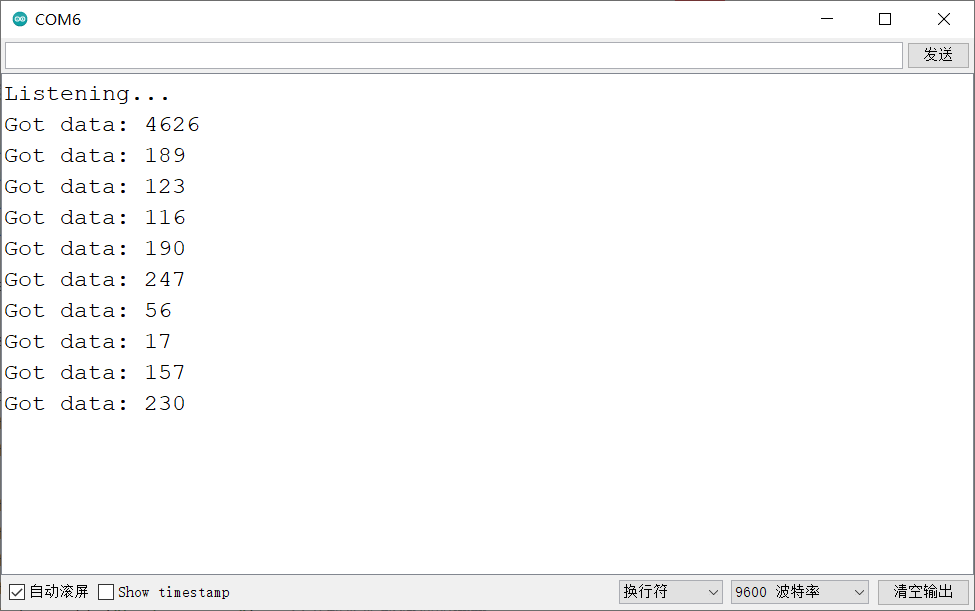 COM6
发送
Listening...
Got data: 4626
Got data: 189
Got data: 123
Got data: 116
Got data: 190
Got data: 247
Got data: 56
Got data: 17
Got data: 157
Got data: 230
自动滚屏 Show timestamp 换行符 9600 波特率 清空输出